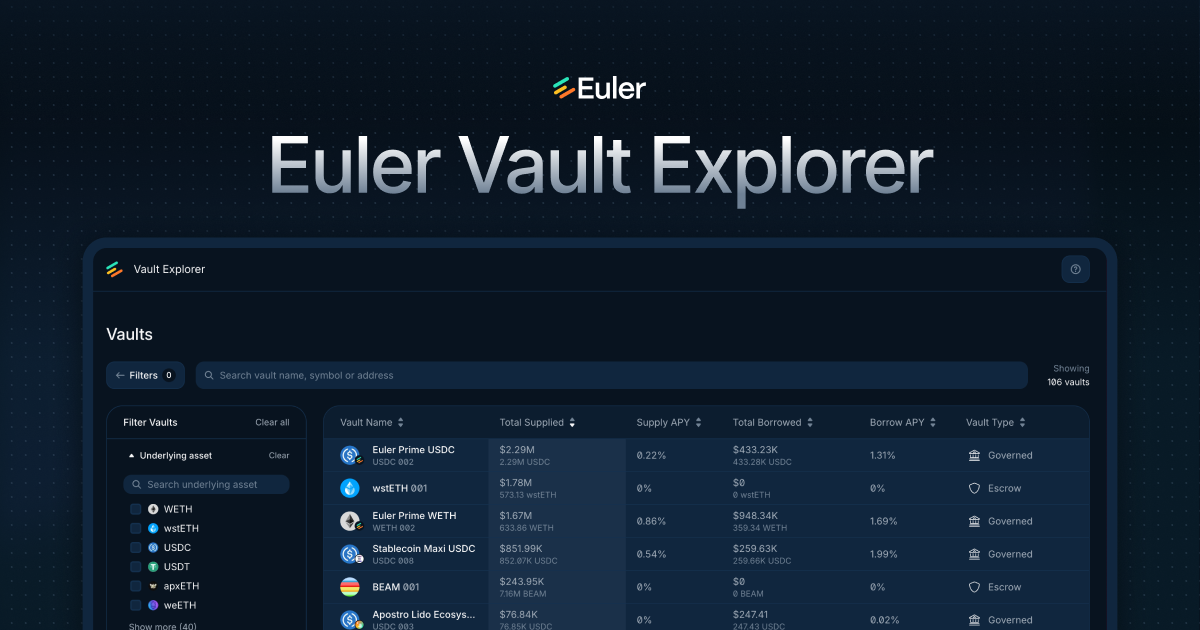 Euler
Euler Vault Explorer
Vault Explorer
Vaults
Filters 0
Search vault name, symbol or address
Showing
106 vaults
Filter Vaults Clear all
Underlying asset Clear
Search underlying asset
WETH
wstETH
USDC
USDT
apxETH
weETH
Show more (40)
Vault Name Total Supplied Supply APY Total Borrowed Borrow APY Vault Type
Euler Prime USDC $2.29M 0.22% $433.23K 1.31% Governed
USDC 002 2.29M USDC 433.28K USDC
wstETH 001 $1.78M 0% $0 0% Escrow
573.13 wstETH 0 wstETH
Euler Prime WETH $1.67M 0.86% $948.34K 1.69% Governed
WETH 002 633.86 WETH 359.34 WETH
Stablecoin Maxi USDC $851.99K 0.54% $259.63K 1.99% Governed
USDC 008 852.07K USDC 259.66K USDC
BEAM 001 $243.95K 0% $0 0% Escrow
7.16M BEAM 0 BEAM
Apostro Lido Ecosys... $76.84K 0% $247.41 0.02% Governed
USDC 003 76.85K USDC 247.43 USDC